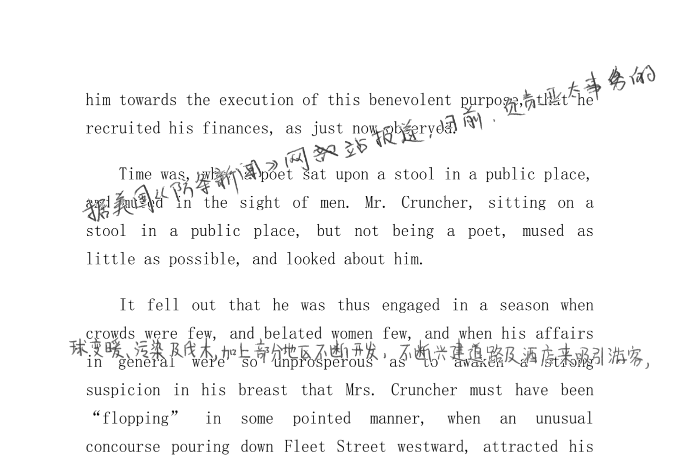 him towards the execution of this benevolent purpose, that he
recruited his finances, as just now observed.
据美国《防务新闻》网站报道,目前,负责亚太事务的
Time was, when a poet sat upon a stool in a public place,
and mused in the sight of men. Mr. Cruncher, sitting on a
stool in a public place, but not being a poet, mused as
little as possible, and looked about him.
It fell out that he was thus engaged in a season when
crowds were few, and belated women few, and when his affairs
球变暖、污染及伐木,加上部分地区不断开发,不断兴建道路及酒店来吸引游客,
in general were so unprosperous as to awaken a strong
suspicion in his breast that Mrs. Cruncher must have been
“flopping” in some pointed manner, when an unusual
concourse pouring down Fleet Street westward, attracted his